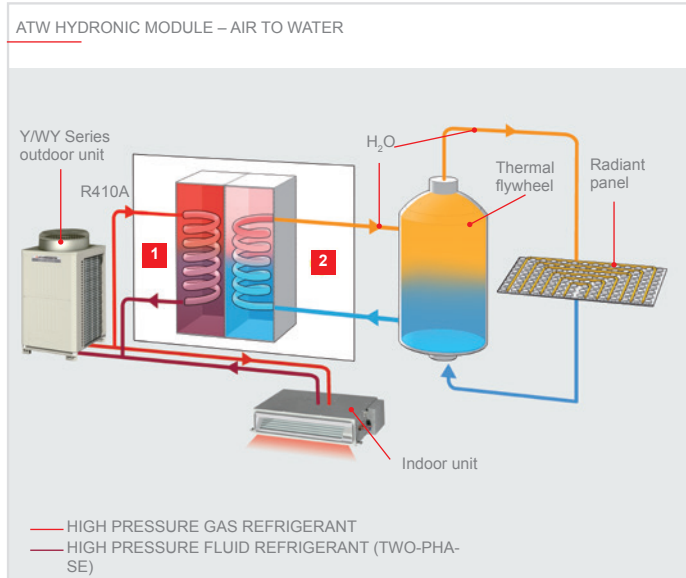 ATW HYDRONIC MODULE – AIR TO WATER
Y/WY Series
outdoor unit
R410A
H₂O
Thermal
flywheel
Radiant
panel
1
2
Indoor unit
HIGH PRESSURE GAS REFRIGERANT
HIGH PRESSURE FLUID REFRIGERANT (TWO-PHA-
SE)